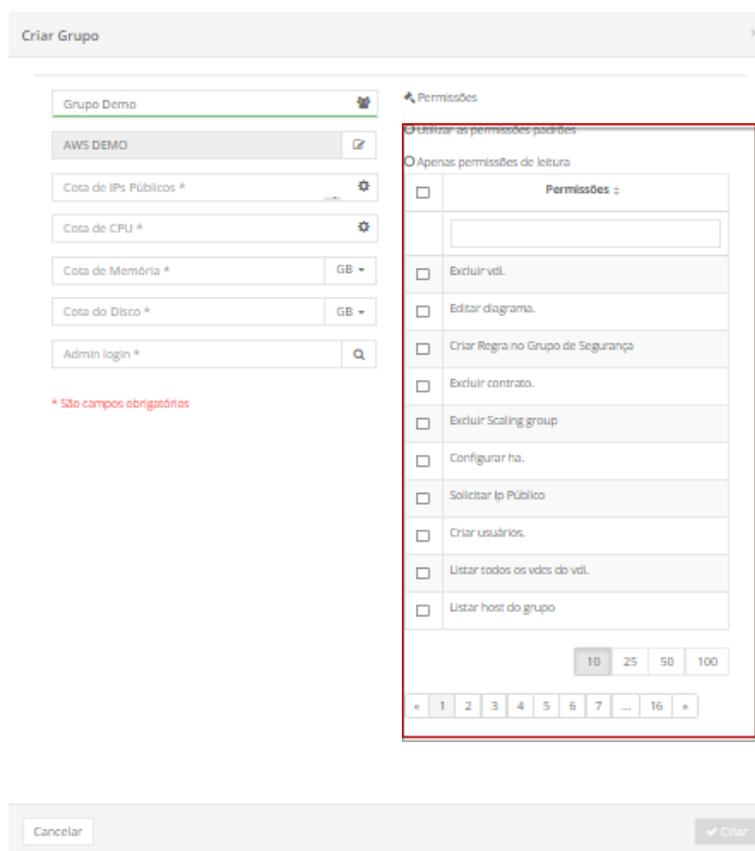 Criar Grupo
Grupo Demo
AWS DEMO
Cota de IPs Públicos *
Cota de CPU *
Cota de Memória *
GB
Cota do Disco *
GB
Admin login *
* São campos obrigatórios
Permissões
Utilizar as permissões padrões
Apenas permissões de leitura
Permissões
Excluir vdi.
Editar diagrama.
Criar Regra no Grupo de Segurança
Excluir contrato.
Excluir Scaling group
Configurar ha.
Solicitar Ip Público
Criar usuários.
Listar todos os vdcs do vdi.
Listar host do grupo
10 25 50 100
« 1 2 3 4 5 6 7 ... 16 »
Cancelar
Criar